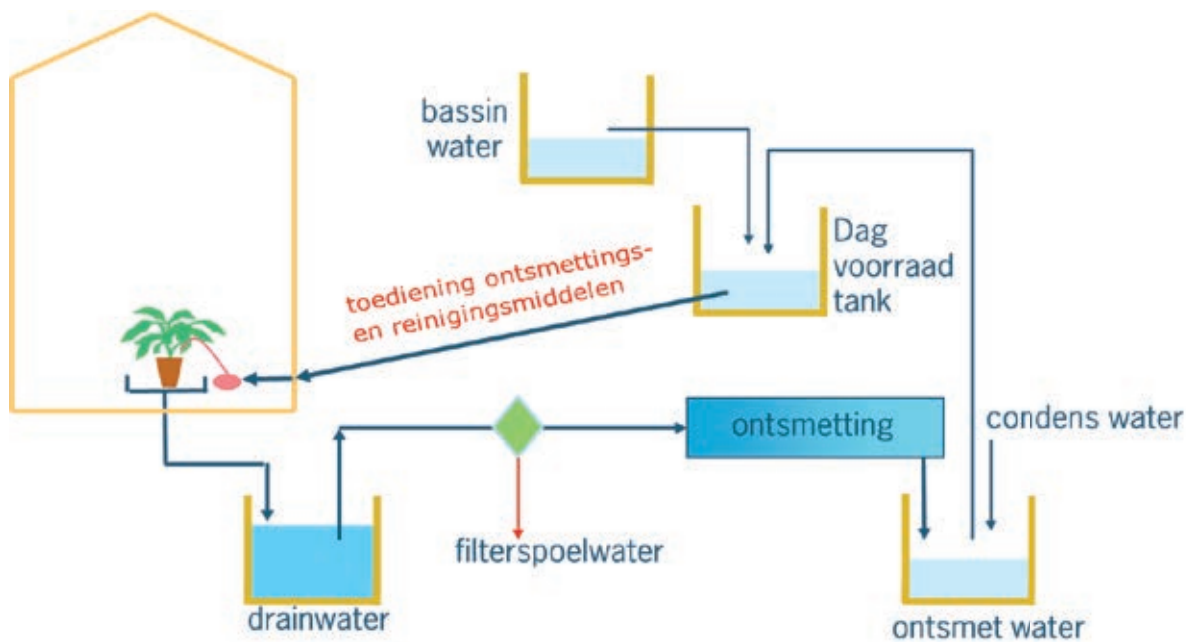 bassin
water
Dag
voorraad
tank
toediening ontsmettings-
en reinigingsmiddelen
ontsmetting
condens water
filterspoelwater
drainwater
ontsmet water